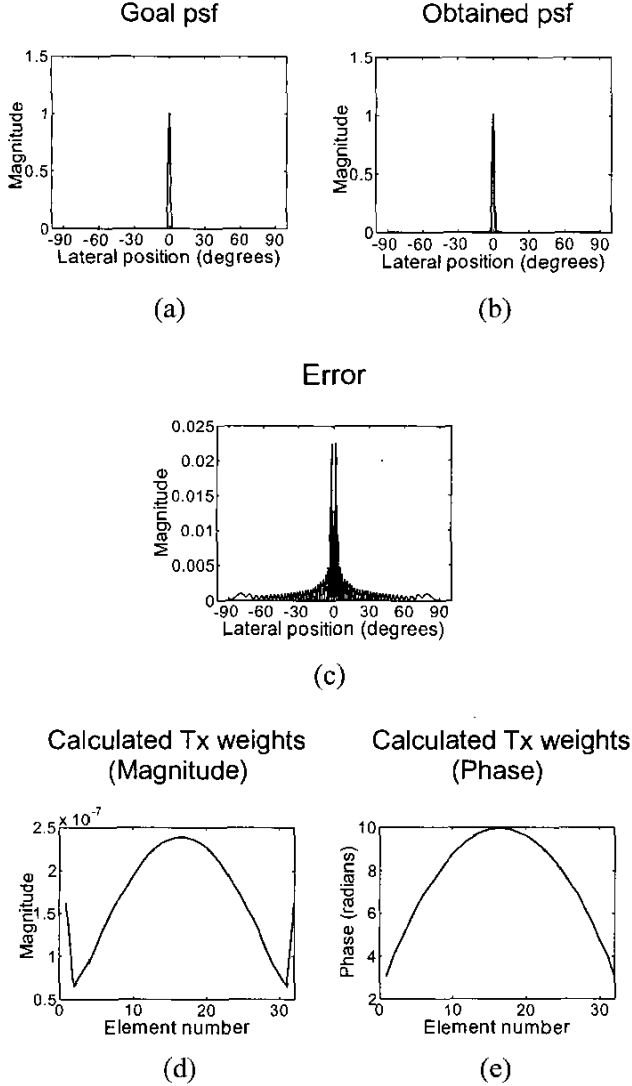 Goal psf
Obtained psf
1.5
1
0.5
0
Magnitude
-90 -60 -30 0 30 60 90
Lateral position (degrees)
(a)
1.5
1
0.5
0
Magnitude
-90 -60 -30 0 30 60 90
Lateral position (degrees)
(b)
Error
0.025
0.02
0.015
0.01
0.005
0
Magnitude
-90 -60 -30 0 30 60 90
Lateral position (degrees)
(c)
Calculated Tx weights
(Magnitude)
x 10-7
2.5
2
1.5
1
0.5
Magnitude
0 10 20 30
Element number
(d)
Calculated Tx weights
(Phase)
10
8
6
4
2
Phase (radians)
0 10 20 30
Element number
(e)